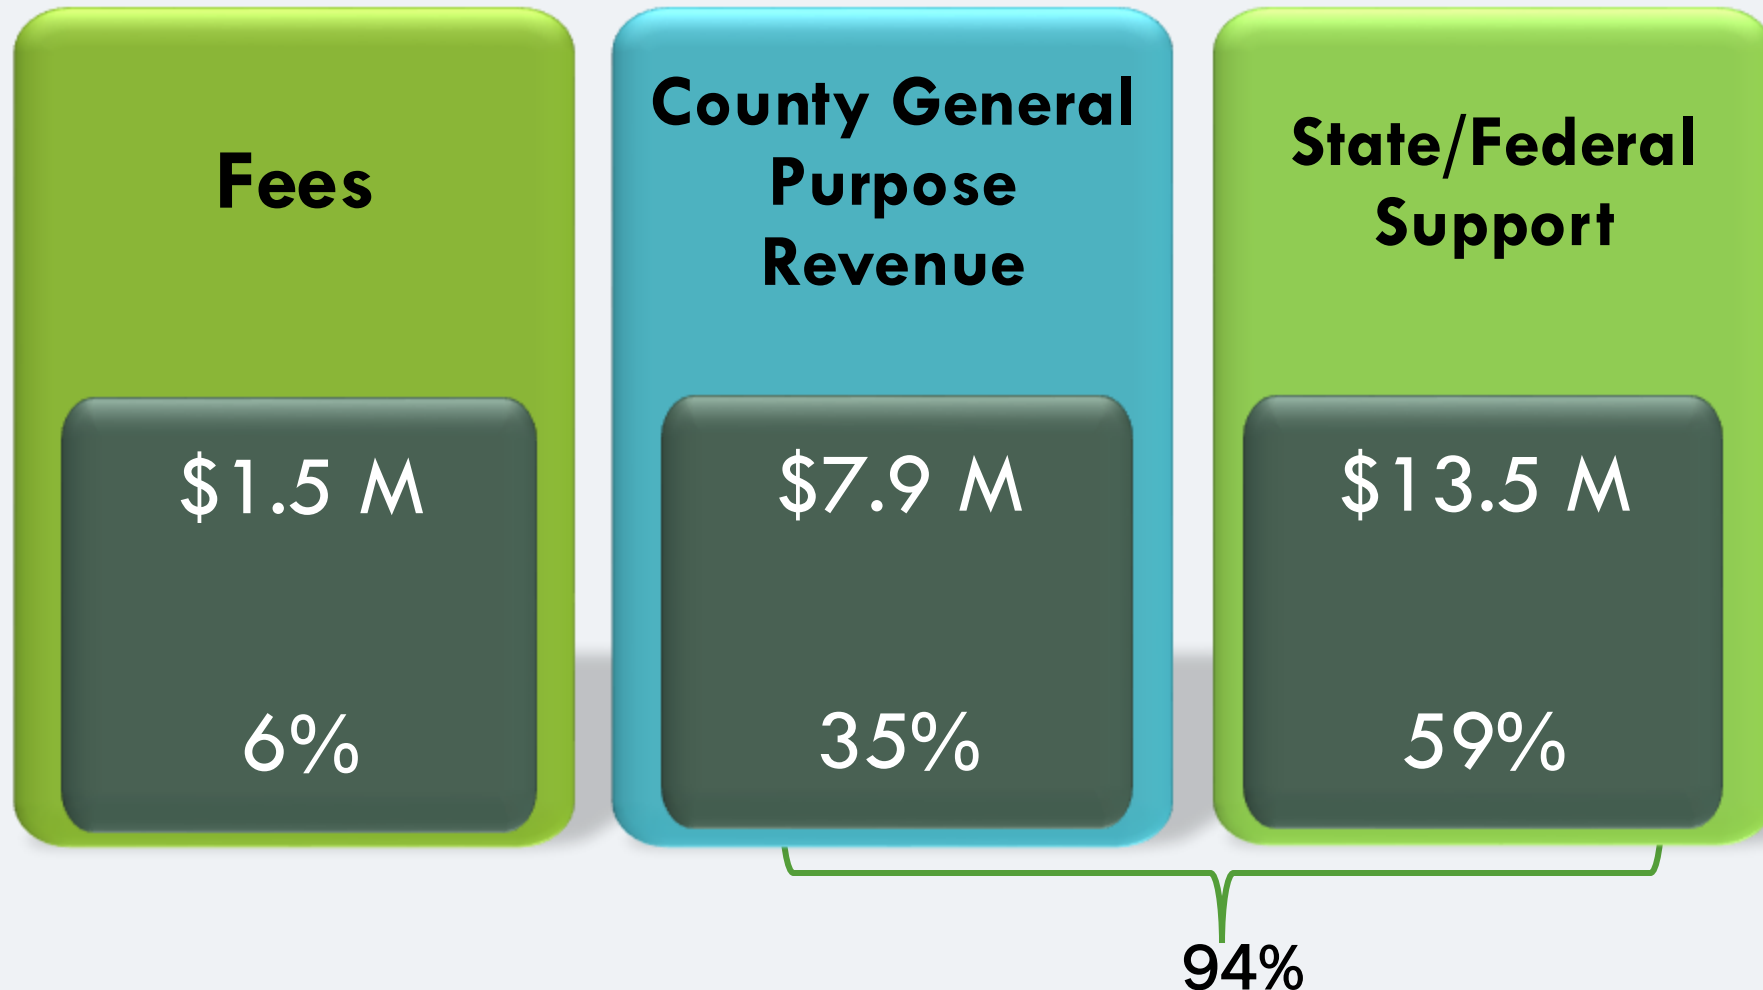 Fees
$1.5 M
6%
County General
Purpose
Revenue
$7.9 M
35%
State/Federal
Support
$13.5 M
59%
94%